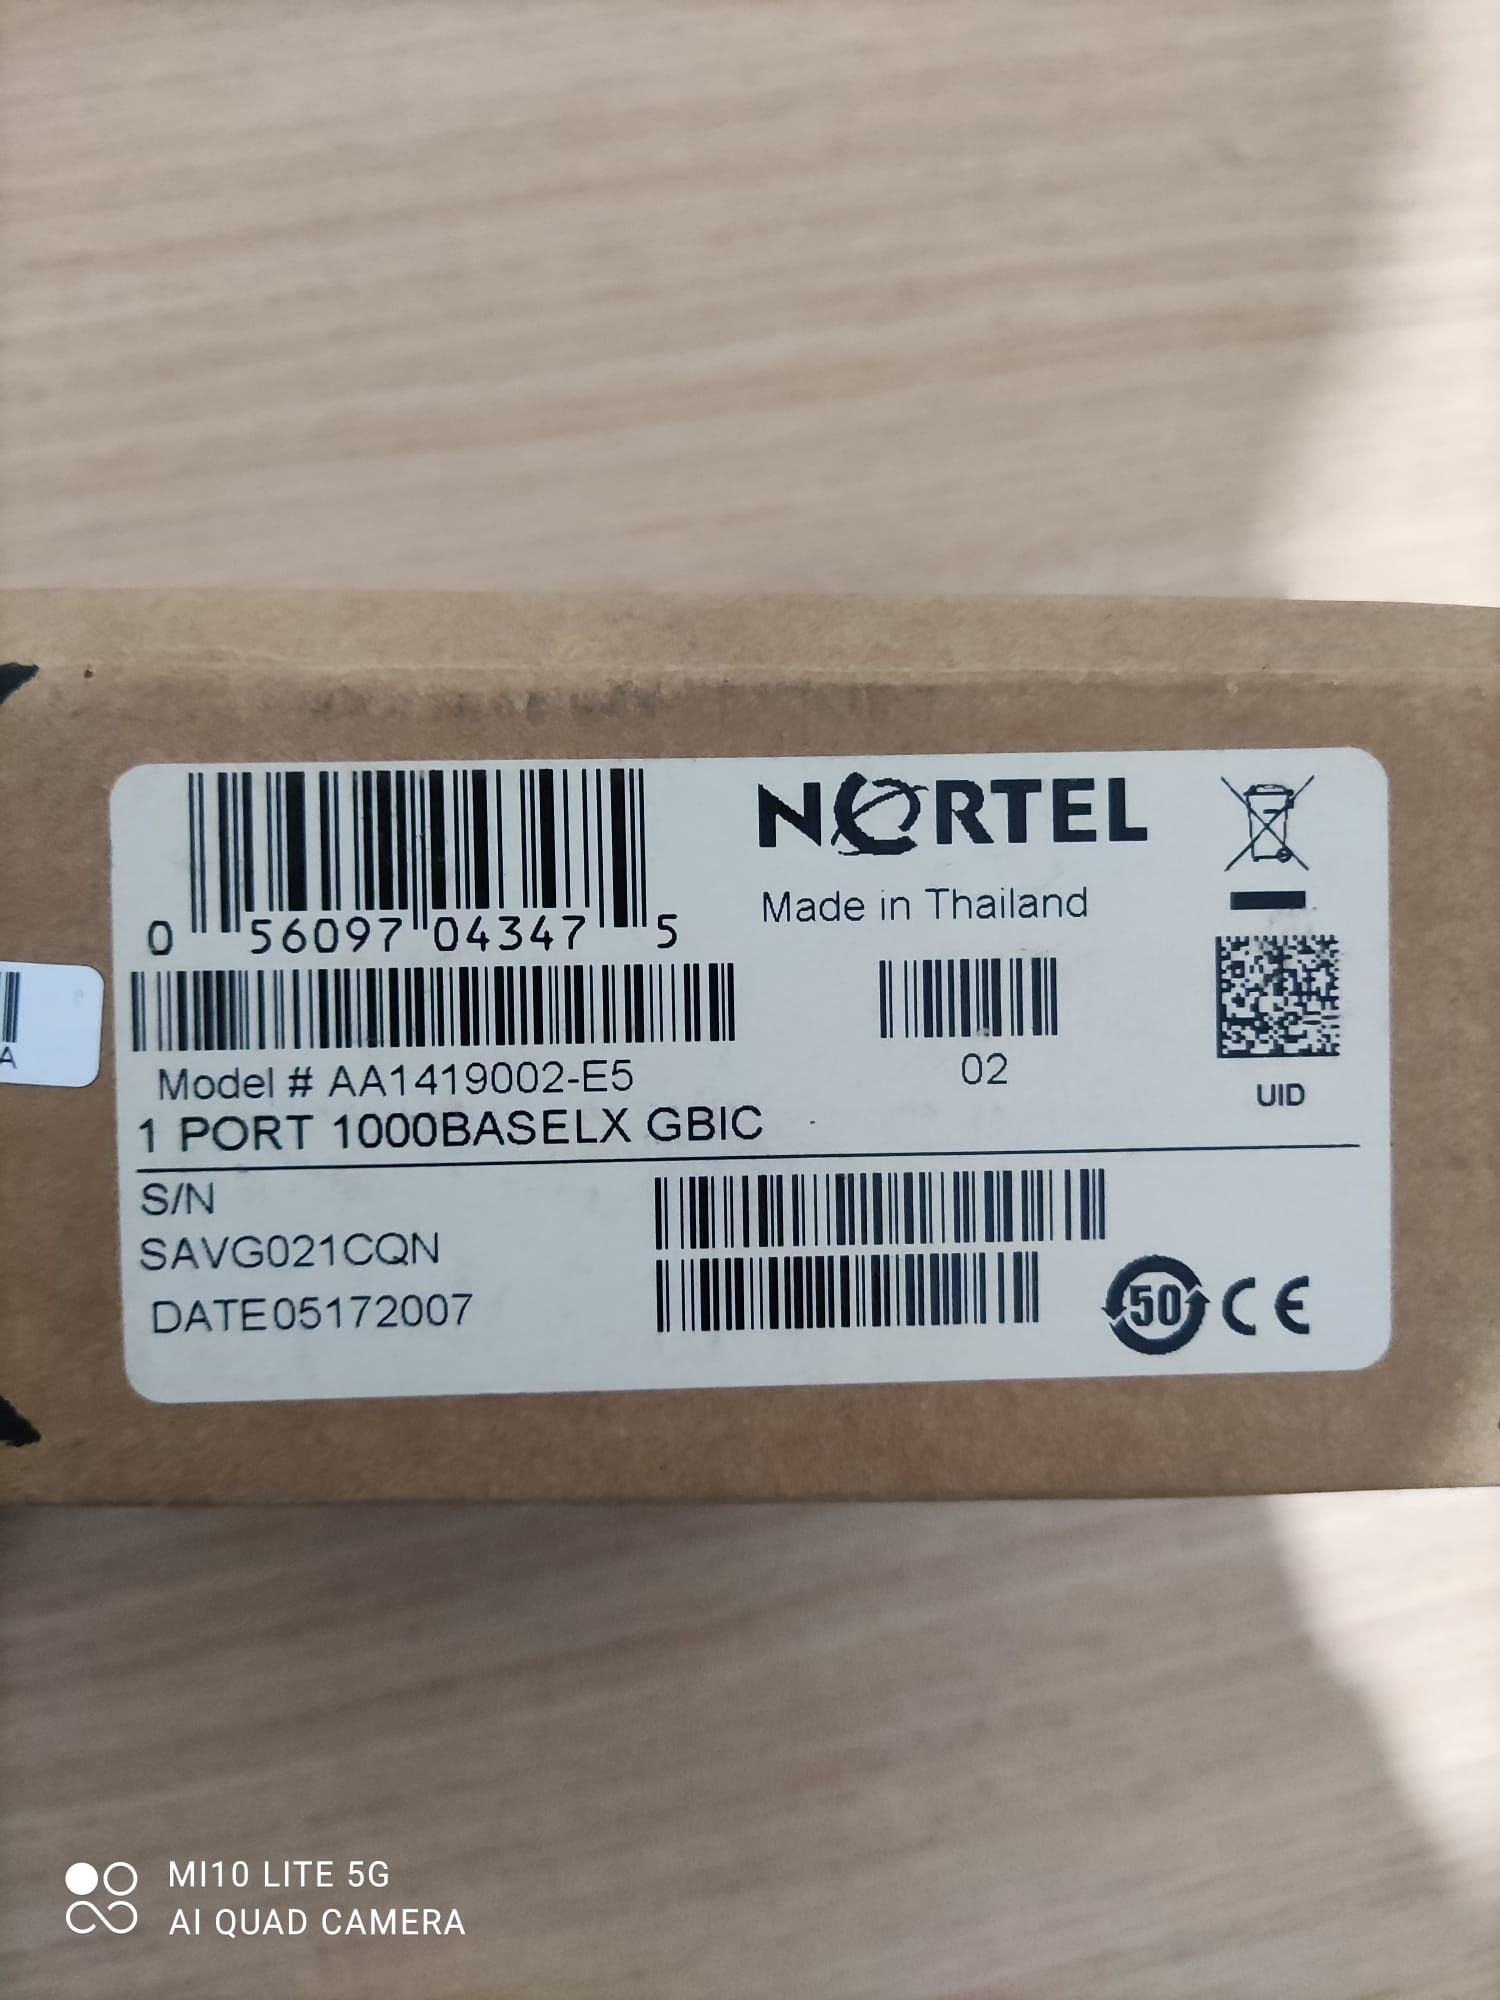 NORTEL
Made in Thailand
0 56097 04347 5
Model # AA1419002-E5
02
UID
1 PORT 1000BASELX GBIC
S/N
SAVG021CQN
DATE05172007
50 CE
A
MI10 LITE 5G
AI QUAD CAMERA